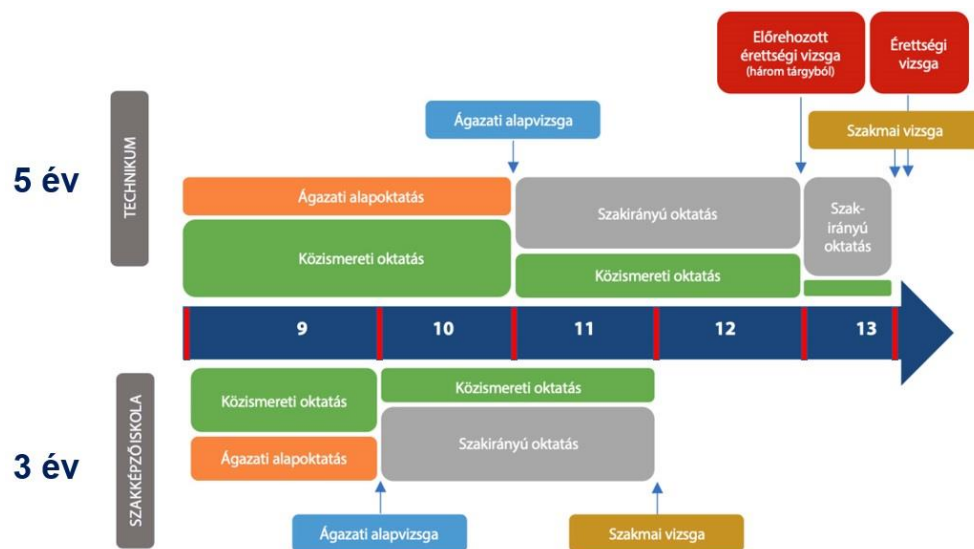 Előrehozott
érettségi vizsga
(három tárgyból)
Érettségi
vizsga
Ágazati alapvizsga
Szakmai vizsga
5 év
TECHNIKUM
Ágazati alapoktatás
Szakirányú oktatás
Szak-
irányú
oktatás
Közismereti oktatás
Közismereti oktatás
9
10
11
12
13
3 év
SZAKKÉPZŐISKOLA
Közismereti oktatás
Közismereti oktatás
Ágazati alapoktatás
Szakirányú oktatás
Ágazati alapvizsga
Szakmai vizsga